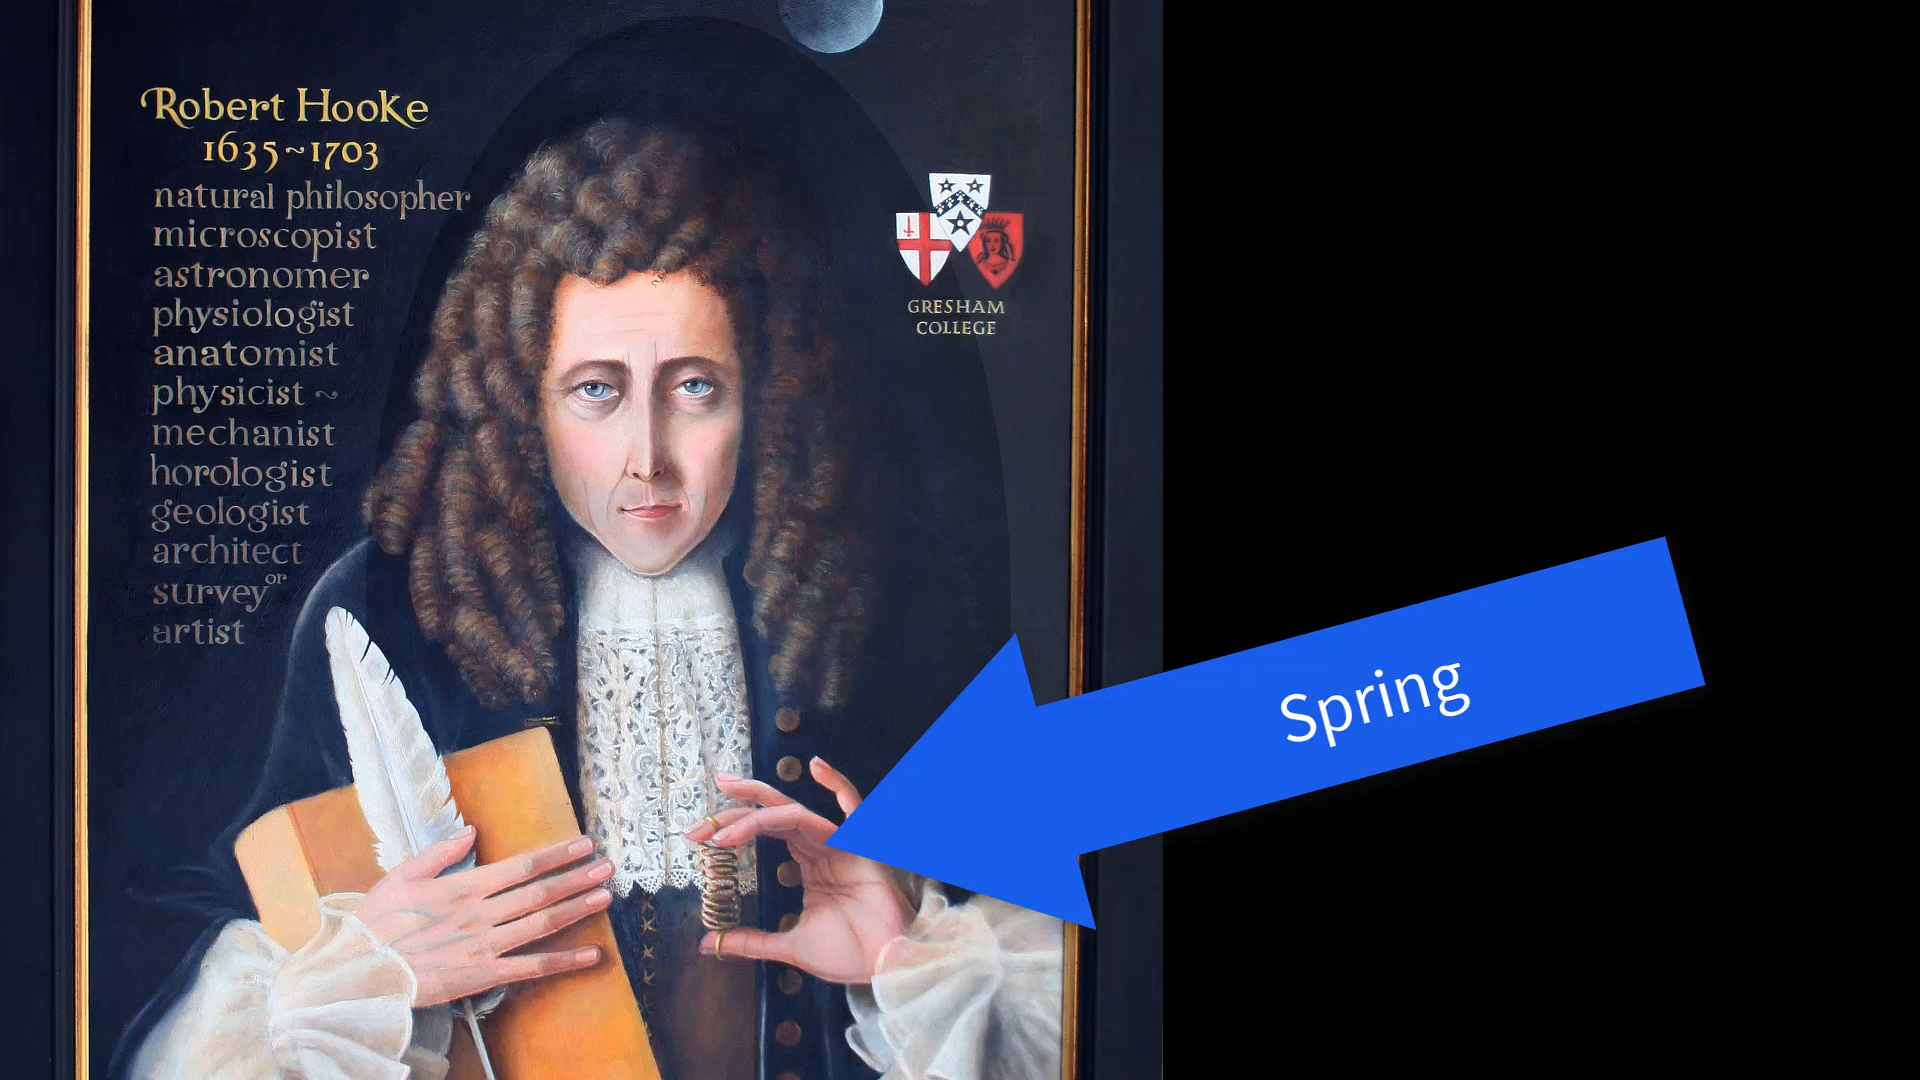 Robert Hooke
1635~1703
natural philosopher
microscopist
astronomer
physiologist
anatomist
physicist ~
mechanist
horologist
geologist
architect
surveyor
artist
GRESHAM
COLLEGE
Spring